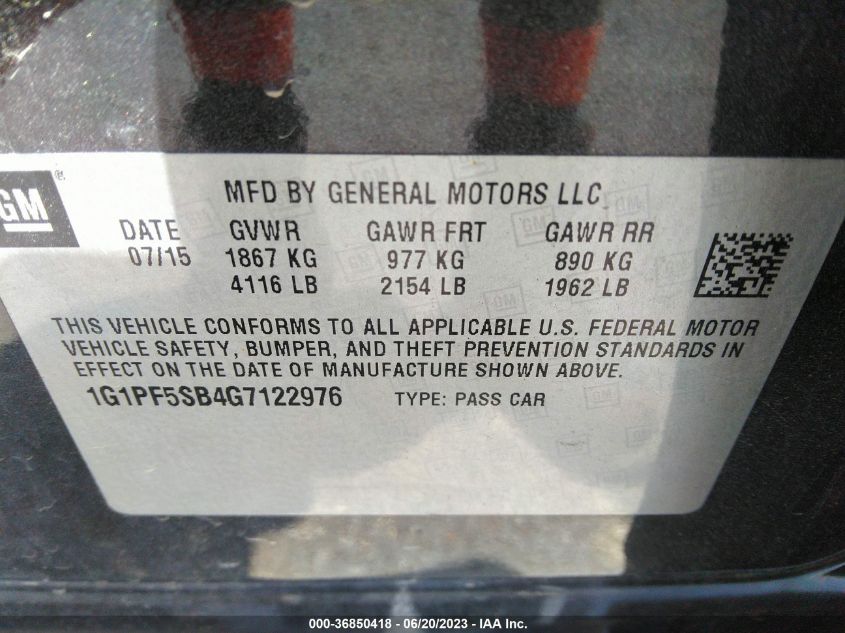 GM ®
MFD BY GENERAL MOTORS LLC
DATE GVWR GAWR FRT GAWR RR
07/15 1867 KG 977 KG 890 KG
4116 LB 2154 LB 1962 LB
THIS VEHICLE CONFORMS TO ALL APPLICABLE U.S. FEDERAL MOTOR
VEHICLE SAFETY, BUMPER, AND THEFT PREVENTION STANDARDS IN
EFFECT ON THE DATE OF MANUFACTURE SHOWN ABOVE.
1G1PF5SB4G7122976 TYPE: PASS CAR
000-36850418 - 06/20/2023 - IAA Inc.